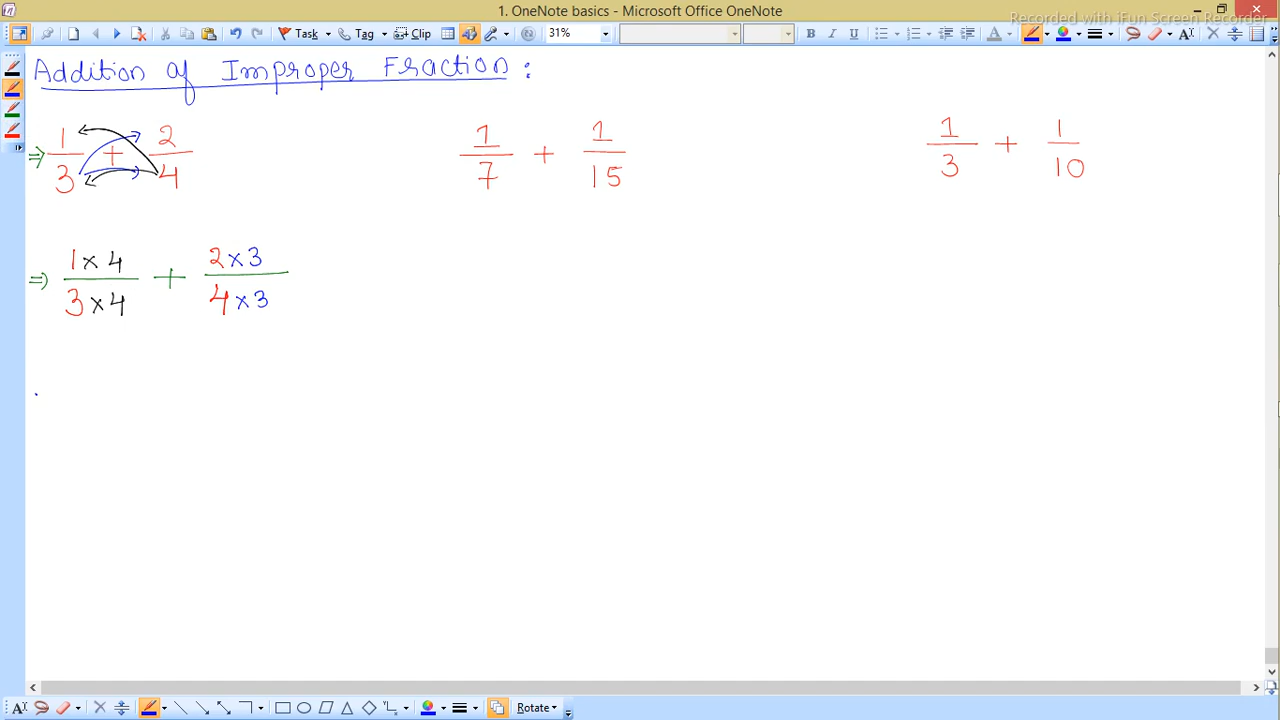 1. OneNote basics - Microsoft Office OneNote
Recorded with iFun Screen Recorder
Task Tag Clip 31% B I U A
Addition of Improper Fraction :
⇒ 1/3 + 2/4 1/7 + 1/15 1/3 + 1/10
⇒ 1×4/3×4 + 2×3/4×3
Rotate